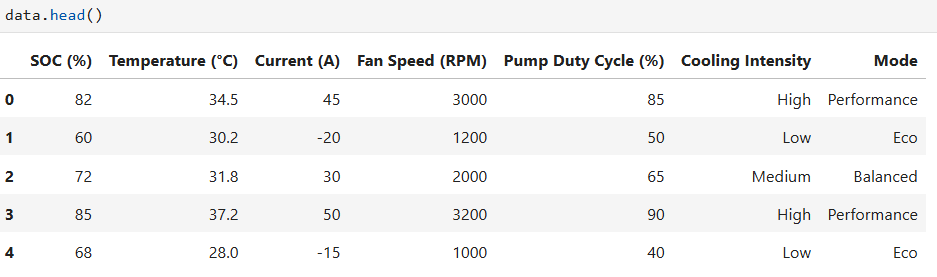 data.head()
SOC (%) Temperature (°C) Current (A) Fan Speed (RPM) Pump Duty Cycle (%) Cooling Intensity Mode
0 82 34.5 45 3000 85 High Performance
1 60 30.2 -20 1200 50 Low Eco
2 72 31.8 30 2000 65 Medium Balanced
3 85 37.2 50 3200 90 High Performance
4 68 28.0 -15 1000 40 Low Eco